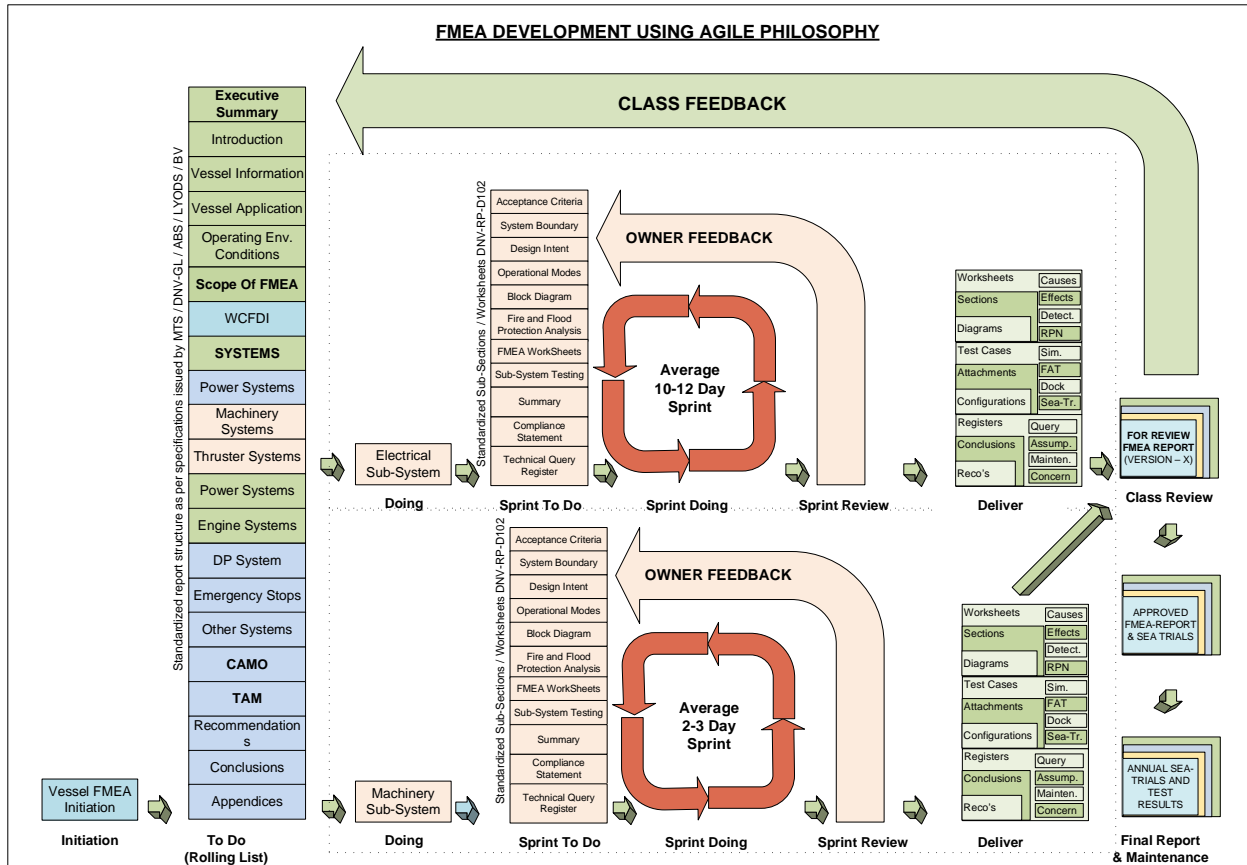 FMEA DEVELOPMENT USING AGILE PHILOSOPHY
CLASS FEEDBACK
Standardized report structure as per specifications issued by MTS / DNV-GL / ABS / LYODS / BV
Executive
Summary
Introduction
Vessel Information
Vessel Application
Operating Env.
Conditions
Scope Of FMEA
WCFDI
SYSTEMS
Power Systems
Machinery
Systems
Thruster Systems
Power Systems
Engine Systems
DP System
Emergency Stops
Other Systems
CAMO
TAM
Recommendation
s
Conclusions
Appendices
Vessel FMEA
Initiation
Initiation
To Do
(Rolling List)
Electrical
Sub-System
Doing
Standardized Sub-Sections / Worksheets DNV-RP-D102
Acceptance Criteria
System Boundary
Design Intent
Operational Modes
Block Diagram
Fire and Flood
Protection Analysis
FMEA WorkSheets
Sub-System Testing
Summary
Compliance
Statement
Technical Query
Register
Sprint To Do
OWNER FEEDBACK
Average
10-12 Day
Sprint
Sprint Doing
Sprint Review
Worksheets
Sections
Diagrams
Causes
Effects
Detect.
RPN
Test Cases
Attachments
Configurations
Sim.
FAT
Dock
Sea-Tr.
Registers
Conclusions
Reco's
Query
Assump.
Mainten.
Concern
Deliver
FOR REVIEW
FMEA REPORT
(VERSION – X)
Class Review
Machinery
Sub-System
Doing
Standardized Sub-Sections / Worksheets DNV-RP-D102
Acceptance Criteria
System Boundary
Design Intent
Operational Modes
Block Diagram
Fire and Flood
Protection Analysis
FMEA WorkSheets
Sub-System Testing
Summary
Compliance
Statement
Technical Query
Register
Sprint To Do
OWNER FEEDBACK
Average
2-3 Day
Sprint
Sprint Doing
Sprint Review
Worksheets
Sections
Diagrams
Causes
Effects
Detect.
RPN
Test Cases
Attachments
Configurations
Sim.
FAT
Dock
Sea-Tr.
Registers
Conclusions
Reco's
Query
Assump.
Mainten.
Concern
Deliver
APPROVED
FMEA-REPORT
& SEA TRIALS
ANNUAL SEA-
TRIALS AND
TEST
RESULTS
Final Report
& Maintenance